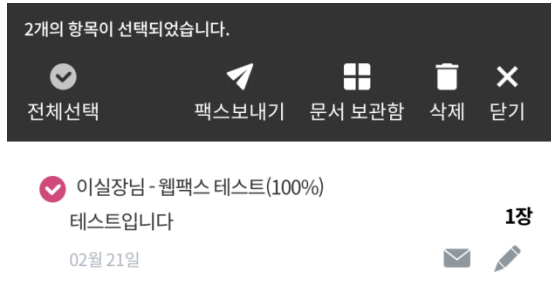 2개의 항목이 선택되었습니다.
전체선택 팩스보내기 문서 보관함 삭제 닫기
이실장님 - 웹팩스 테스트(100%)
테스트입니다 1장
02월 21일